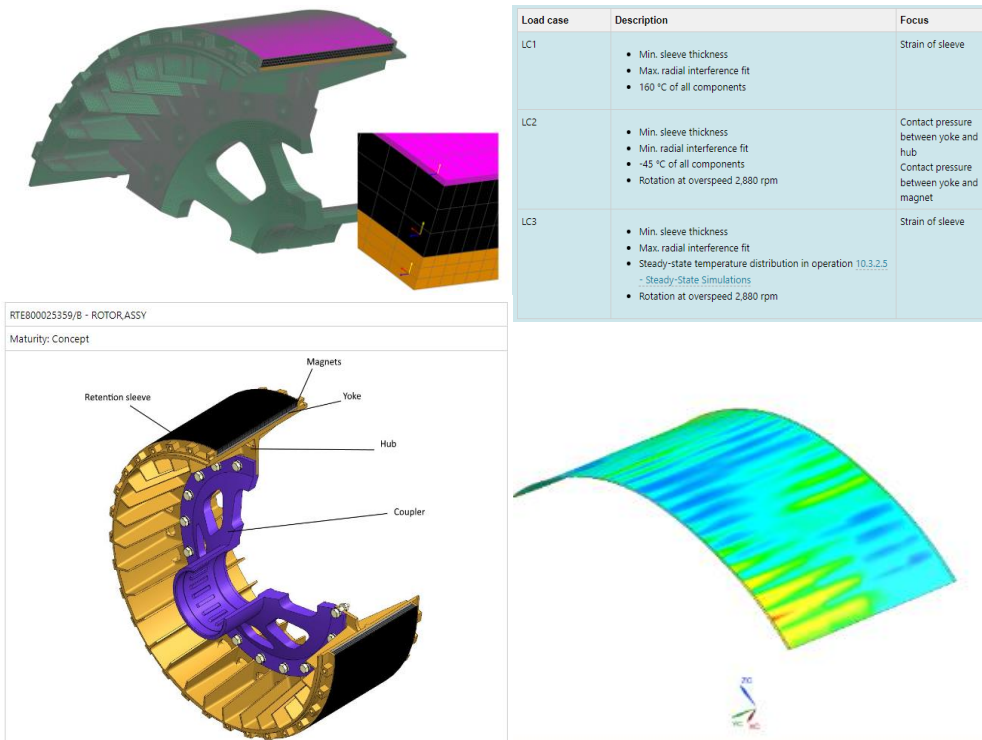 Load case Description Focus
LC1
Min. sleeve thickness
Max. radial interference fit
160 °C of all components
Strain of sleeve
LC2
Min. sleeve thickness
Min. radial interference fit
-45 °C of all components
Rotation at overspeed 2,880 rpm
Contact pressure
between yoke and
hub
Contact pressure
between yoke and
magnet
LC3
Min. sleeve thickness
Max. radial interference fit
Steady-state temperature distribution in operation 10.3.2.5
- Steady-State Simulations
Rotation at overspeed 2,880 rpm
Strain of sleeve
RTE800025359/B - ROTOR,ASSY
Maturity: Concept
Magnets
Retention sleeve
Yoke
Hub
Coupler
ZC
YC
XC